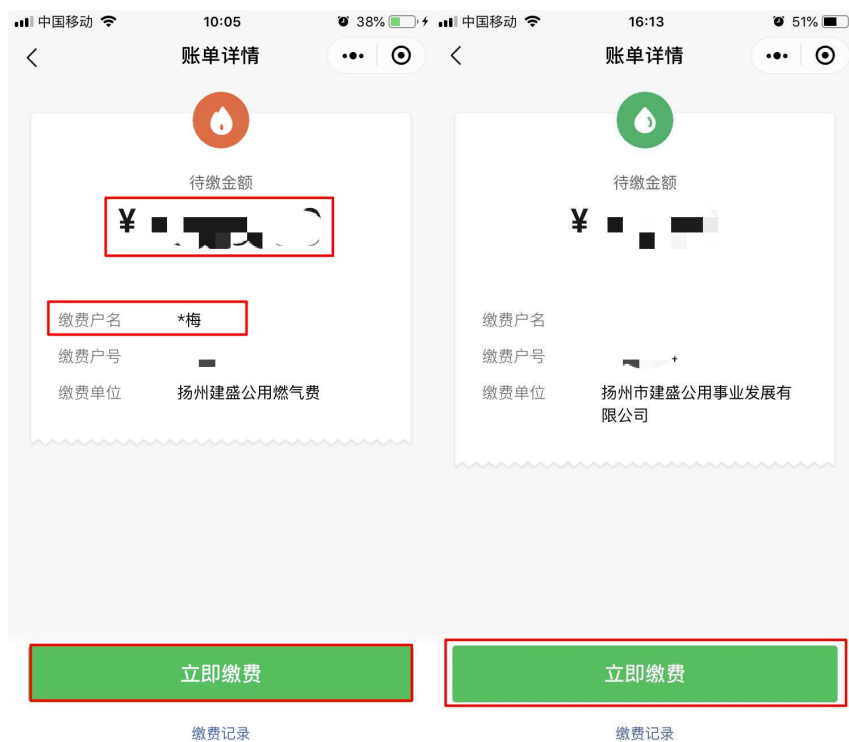 中国移动 10:05 38%
账单详情
待缴金额
¥
缴费户名 *梅
缴费户号
缴费单位 扬州建盛公用燃气费
立即缴费
缴费记录
中国移动 16:13 51%
账单详情
待缴金额
¥
缴费户名
缴费户号
缴费单位 扬州市建盛公用事业发展有
限公司
立即缴费
缴费记录